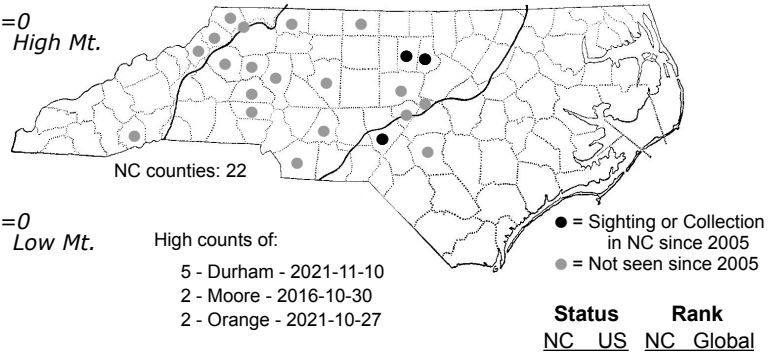 =0
High Mt.
NC counties: 22
=0
Low Mt.
High counts of:
5 - Durham - 2021-11-10
2 - Moore - 2016-10-30
2 - Orange - 2021-10-27
= Sighting or Collection
in NC since 2005
= Not seen since 2005
Status Rank
NC US NC Global